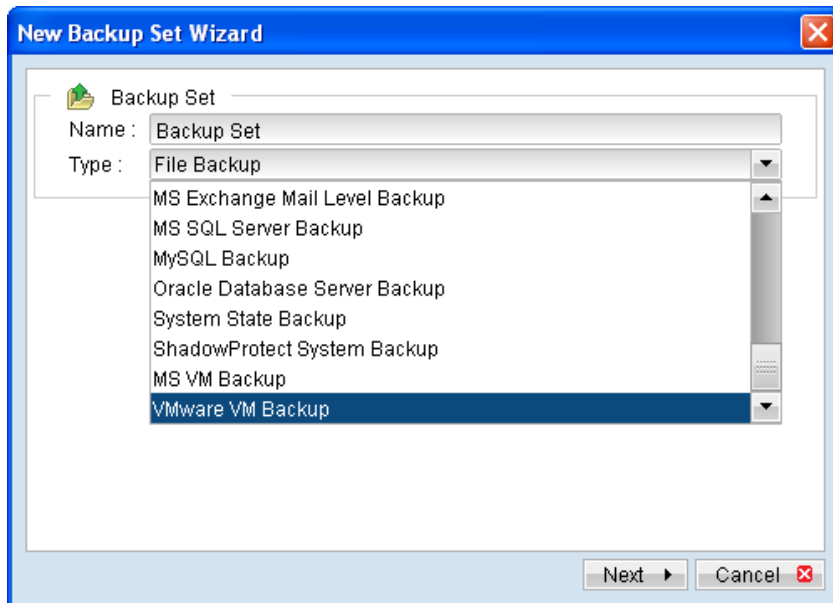 New Backup Set Wizard
Backup Set
Name : Backup Set
Type : File Backup
MS Exchange Mail Level Backup
MS SQL Server Backup
MySQL Backup
Oracle Database Server Backup
System State Backup
ShadowProtect System Backup
MS VM Backup
VMware VM Backup
Next Cancel